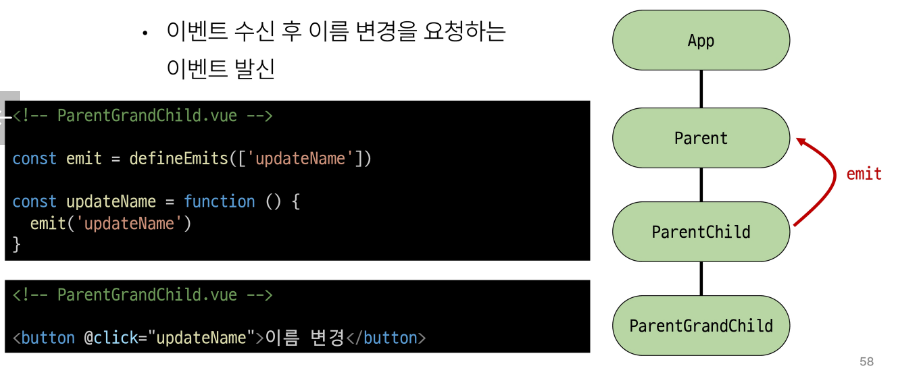 • 이벤트 수신 후 이름 변경을 요청하는
이벤트 발신
<!-- ParentGrandChild.vue -->
const emit = defineEmits(['updateName'])
const updateName = function () {
emit('updateName')
}
<!-- ParentGrandChild.vue -->
<button @click="updateName">이름 변경</button>
App
Parent
emit
ParentChild
ParentGrandChild
58